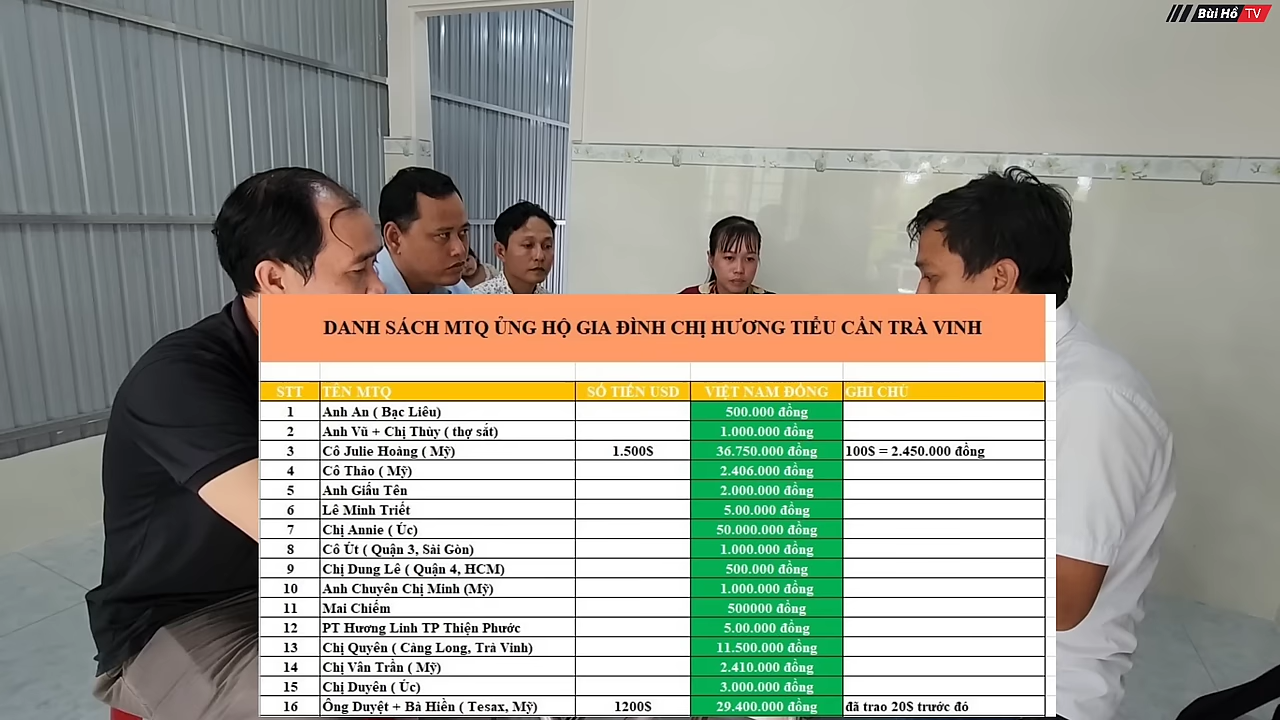 Bùi Hồ TV
DANH SÁCH MTQ ỦNG HỘ GIA ĐÌNH CHỊ HƯƠNG TIỂU CẦN TRÀ VINH
STT TÊN MTQ SỐ TIỀN USD VIỆT NAM ĐỒNG GHI CHÚ
1 Anh An ( Bạc Liêu) 500.000 đồng
2 Anh Vũ + Chị Thùy ( thợ sắt) 1.000.000 đồng
3 Cô Julie Hoàng ( Mỹ) 1.500$ 36.750.000 đồng 100$ = 2.450.000 đồng
4 Cô Thảo ( Mỹ) 2.406.000 đồng
5 Anh Giấu Tên 2.000.000 đồng
6 Lê Minh Triết 5.00.000 đồng
7 Chị Annie ( Úc) 50.000.000 đồng
8 Cô Út ( Quận 3, Sài Gòn) 1.000.000 đồng
9 Chị Dung Lê ( Quận 4, HCM) 500.000 đồng
10 Anh Chuyên Chị Minh (Mỹ) 1.000.000 đồng
11 Mai Chiếm 500000 đồng
12 PT Hương Linh TP Thiện Phước 5.00.000 đồng
13 Chị Quyên ( Càng Long, Trà Vinh) 11.500.000 đồng
14 Chị Vân Trần ( Mỹ) 2.410.000 đồng
15 Chị Duyên ( Úc) 3.000.000 đồng
16 Ông Duyệt + Bà Hiền ( Tesax, Mỹ) 1200$ 29.400.000 đồng đã trao 20$ trước đó